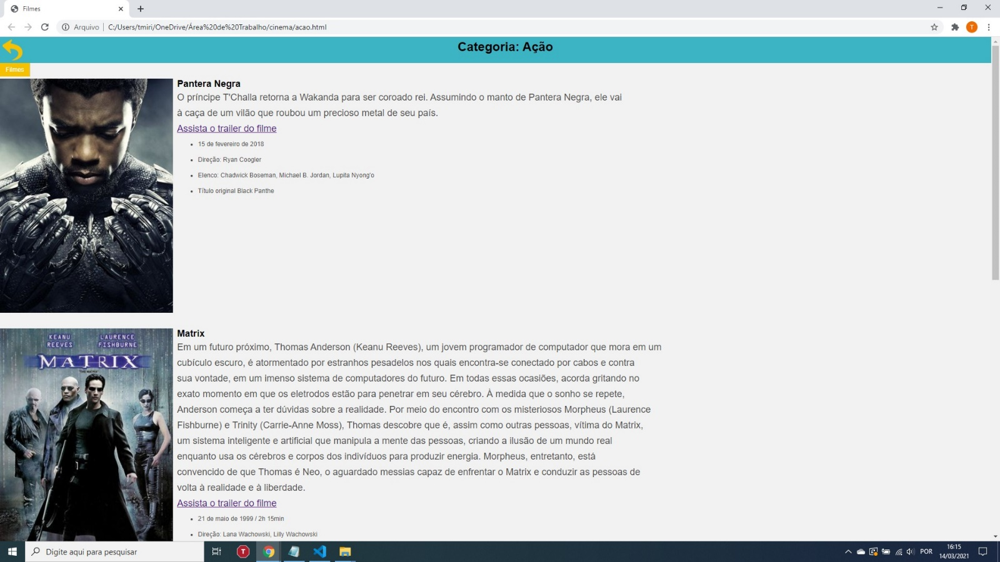 Filmes
Arquivo
C:/Users/tmiri/OneDrive/Área%20de%20Trabalho/cinema/acao.html
T
Categoria: Ação
Filmes
Pantera Negra
O príncipe T'Challa retorna a Wakanda para ser coroado rei. Assumindo o manto de Pantera Negra, ele vai
à caça de um vilão que roubou um precioso metal de seu país.
Assista o trailer do filme
15 de fevereiro de 2018
Direção: Ryan Coogler
Elenco: Chadwick Boseman, Michael B. Jordan, Lupita Nyong'o
Título original Black Panthe
KEANU REEVES
LAURENCE FISHBURNE
MATRIX
"THE MATRIX"
Matrix
Em um futuro próximo, Thomas Anderson (Keanu Reeves), um jovem programador de computador que mora em um
cubículo escuro, é atormentado por estranhos pesadelos nos quais encontra-se conectado por cabos e contra
sua vontade, em um imenso sistema de computadores do futuro. Em todas essas ocasiões, acorda gritando no
exato momento em que os eletrodos estão para penetrar em seu cérebro. À medida que o sonho se repete,
Anderson começa a ter dúvidas sobre a realidade. Por meio do encontro com os misteriosos Morpheus (Laurence
Fishburne) e Trinity (Carrie-Anne Moss), Thomas descobre que é, assim como outras pessoas, vítima do Matrix,
um sistema inteligente e artificial que manipula a mente das pessoas, criando a ilusão de um mundo real
enquanto usa os cérebros e corpos dos indivíduos para produzir energia. Morpheus, entretanto, está
convencido de que Thomas é Neo, o aguardado messias capaz de enfrentar o Matrix e conduzir as pessoas de
volta à realidade e à liberdade.
Assista o trailer do filme
21 de maio de 1999 / 2h 15min
Direção: Lana Wachowski, Lilly Wachowski
Digite aqui para pesquisar
T
POR
16:15
14/03/2021